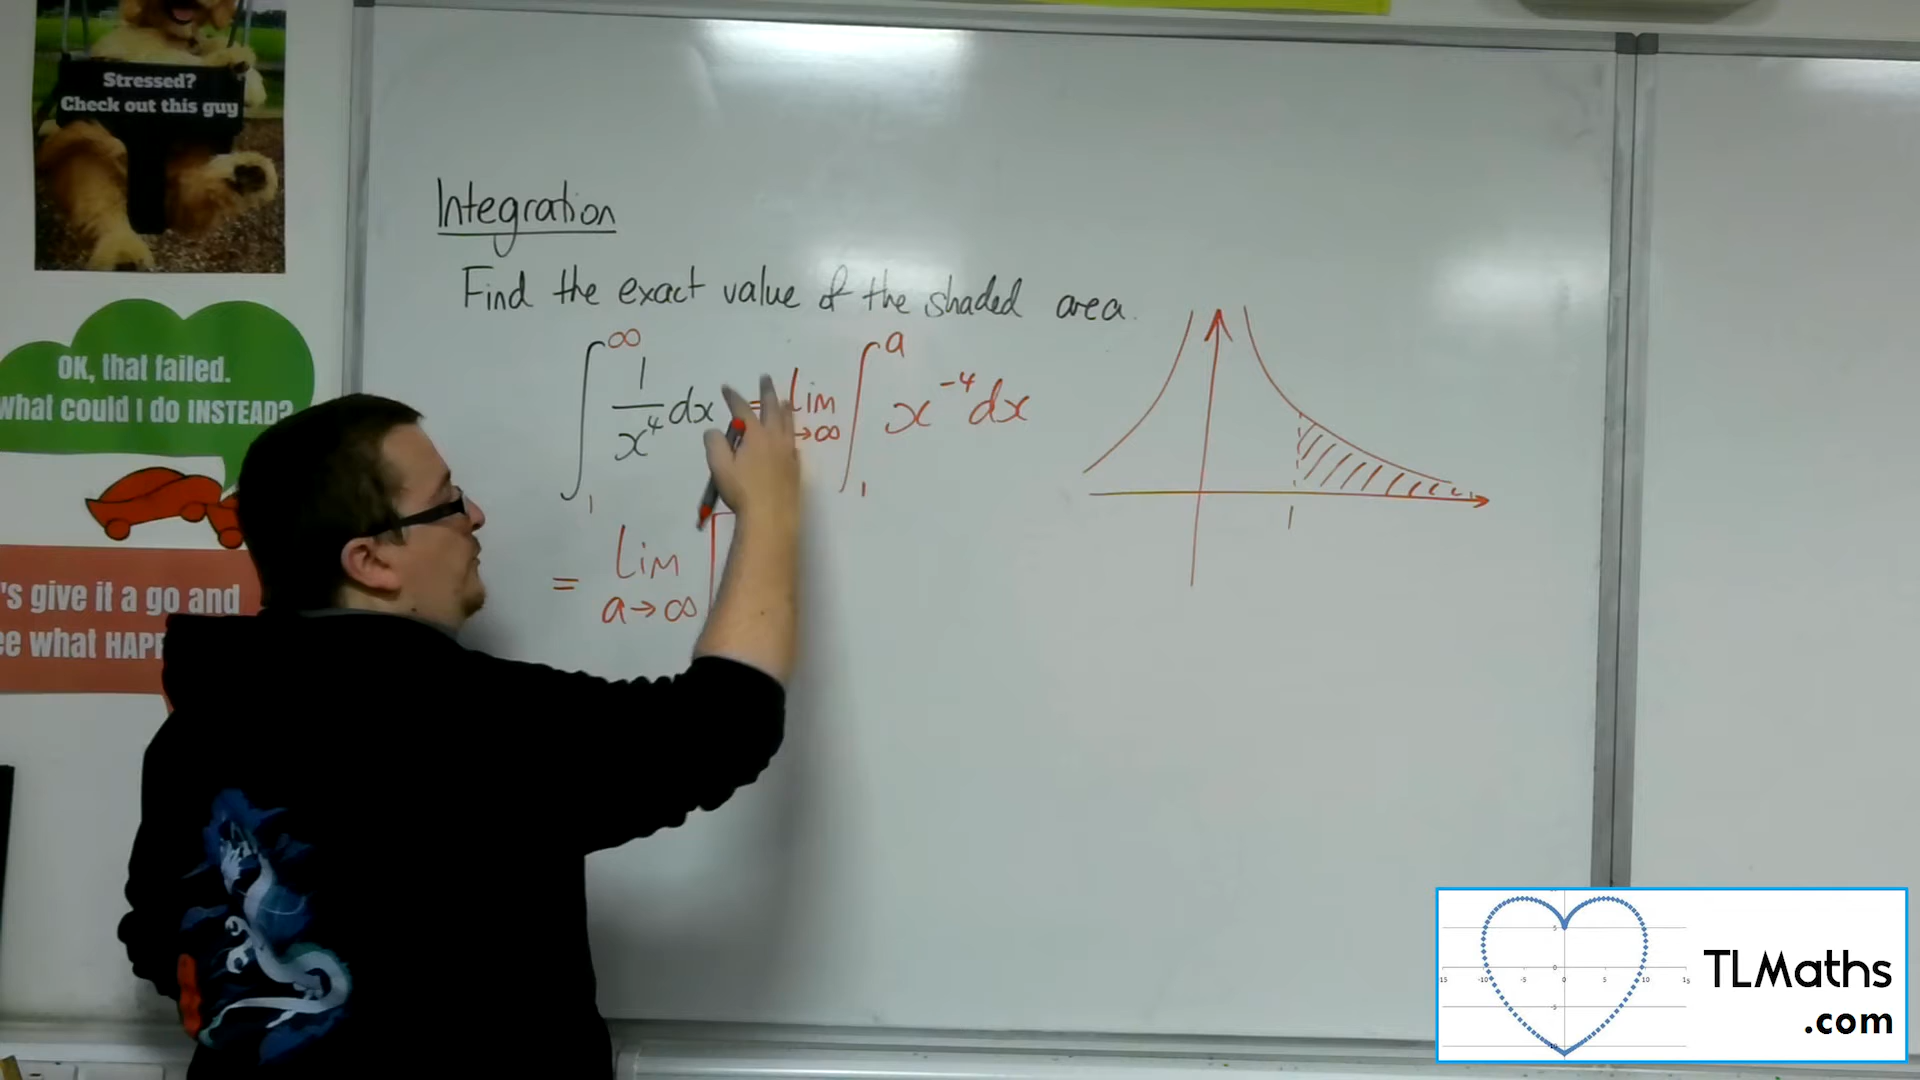 Stressed?
Check out this guy
OK, that failed.
what could I do INSTEAD?
's give it a go and
ee what HAPP
Integration
Find the exact value of the shaded area.
∫₁^∞ 1/x⁴ dx = lim →∞ ∫₁^a x⁻⁴ dx
= lim a→∞ [
1
TLMaths
.com